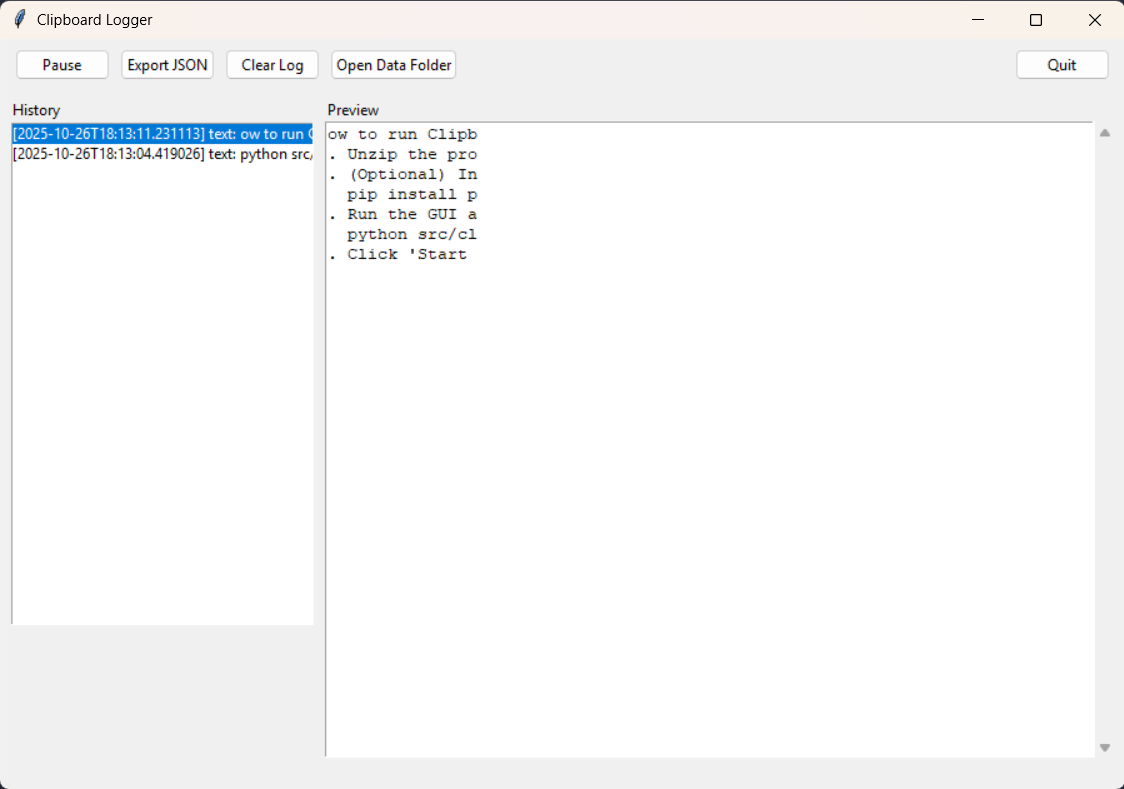 Clipboard Logger
Pause Export JSON Clear Log Open Data Folder Quit
History
[2025-10-26T18:13:11.231113] text: ow to run
[2025-10-26T18:13:04.419026] text: python src/
Preview
ow to run Clipb
. Unzip the pro
. (Optional) In
pip install p
. Run the GUI a
python src/cl
. Click 'Start